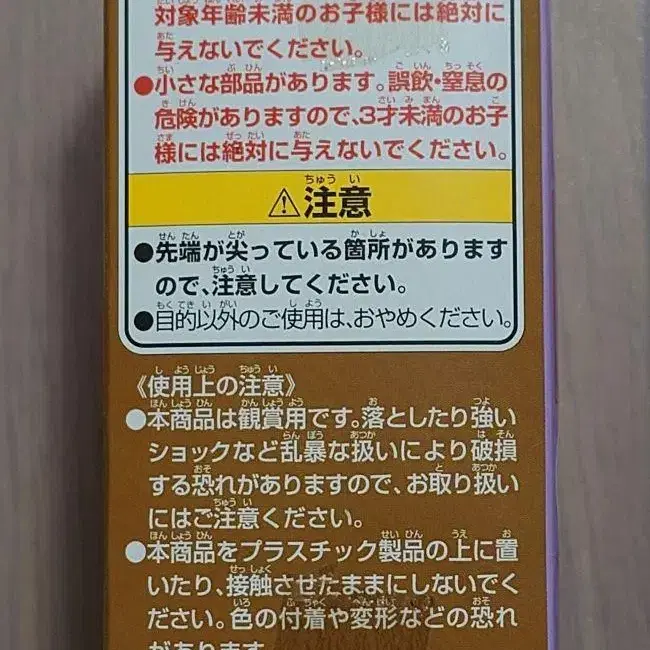 対象年齢未満のお子様には絶対に
与えないでください。
●小さな部品があります。誤飲・窒息の
危険がありますので、3才未満のお子
様には絶対に与えないでください。
⚠注意
●先端が尖っている箇所があります
ので、注意してください。
●目的以外のご使用は、おやめください。
《使用上の注意》
●本商品は観賞用です。落としたり強い
ショックなど乱暴な扱いにより破損
する恐れがありますので、お取り扱い
にはご注意ください。
●本商品をプラスチック製品の上に置
いたり、接触させたままにしないでく
ださい。色の付着や変形などの恐れ
があります。